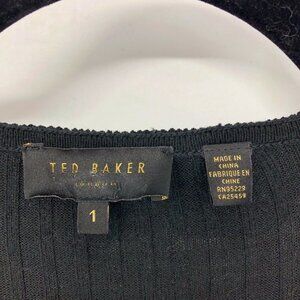 TED BAKER
LONDON
1
MADE IN
CHINA
FABRIQUE EN
CHINE
RN95229
CA25459